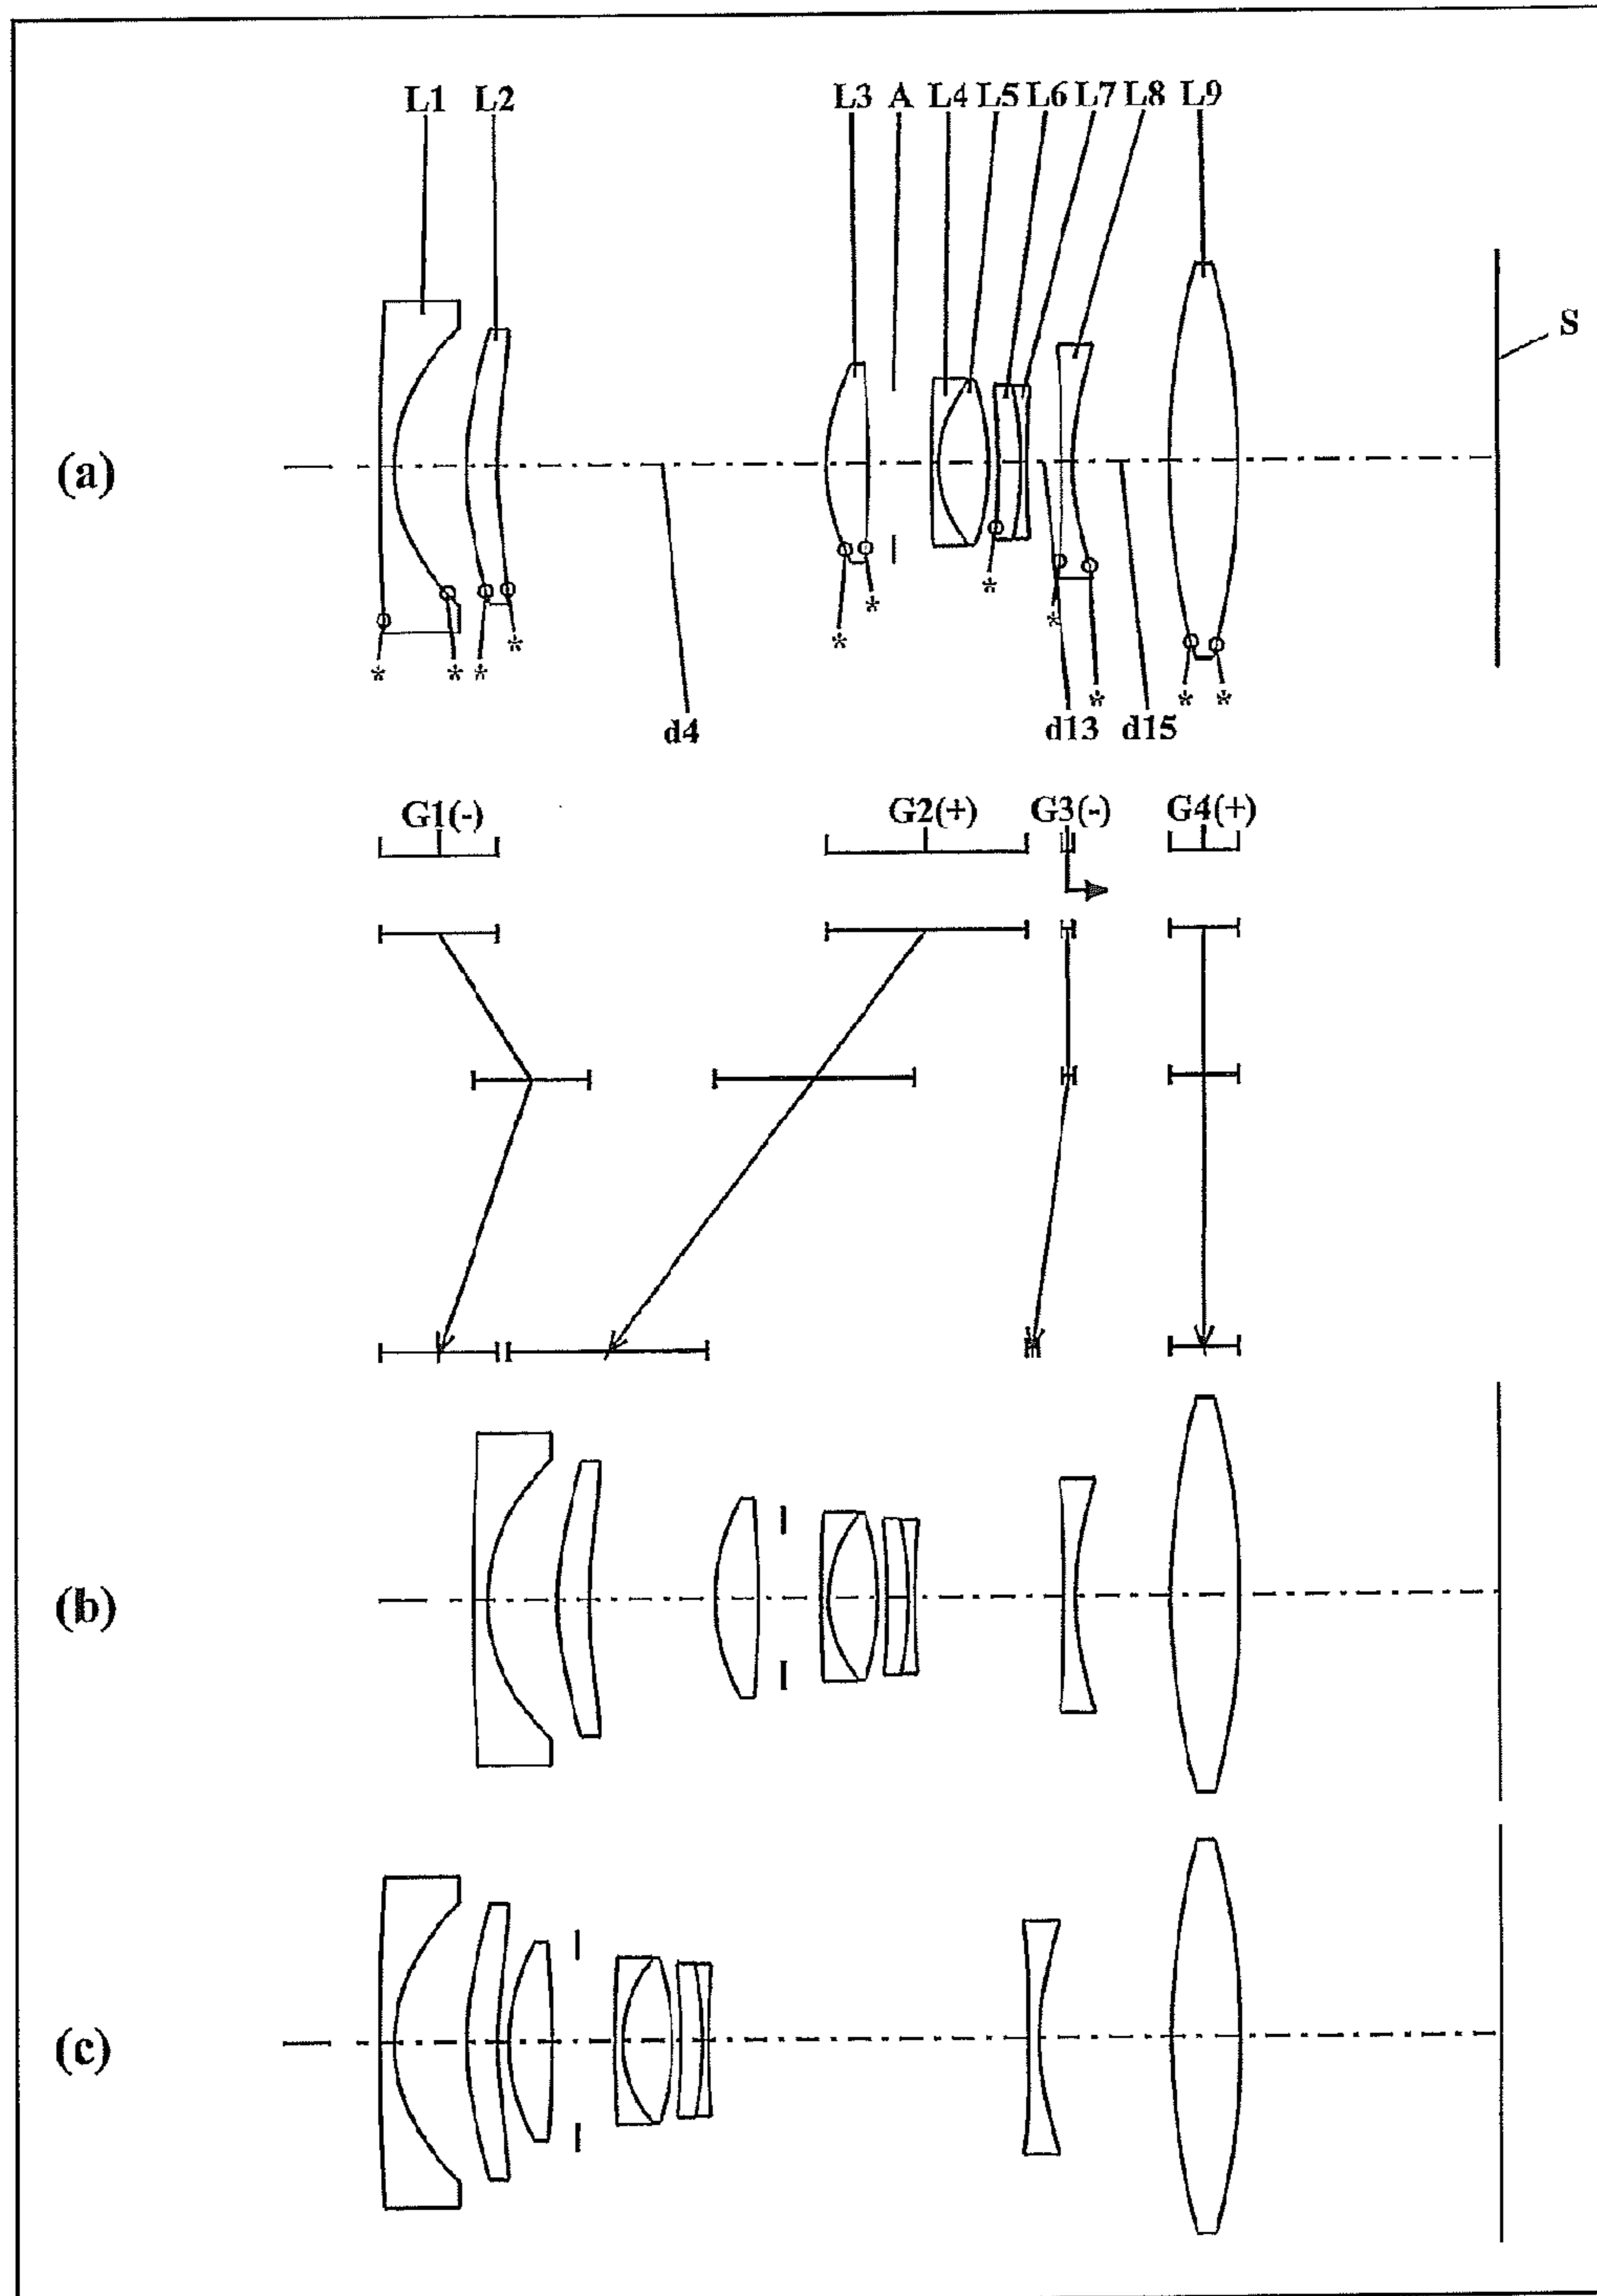 L1 L2 L3 A L4 L5 L6 L7 L8 L9
S
(a)
* * * * * * * * * * *
d4 d13 d15
G1(-) G2(+) G3(-) G4(+)
(b)
(c)